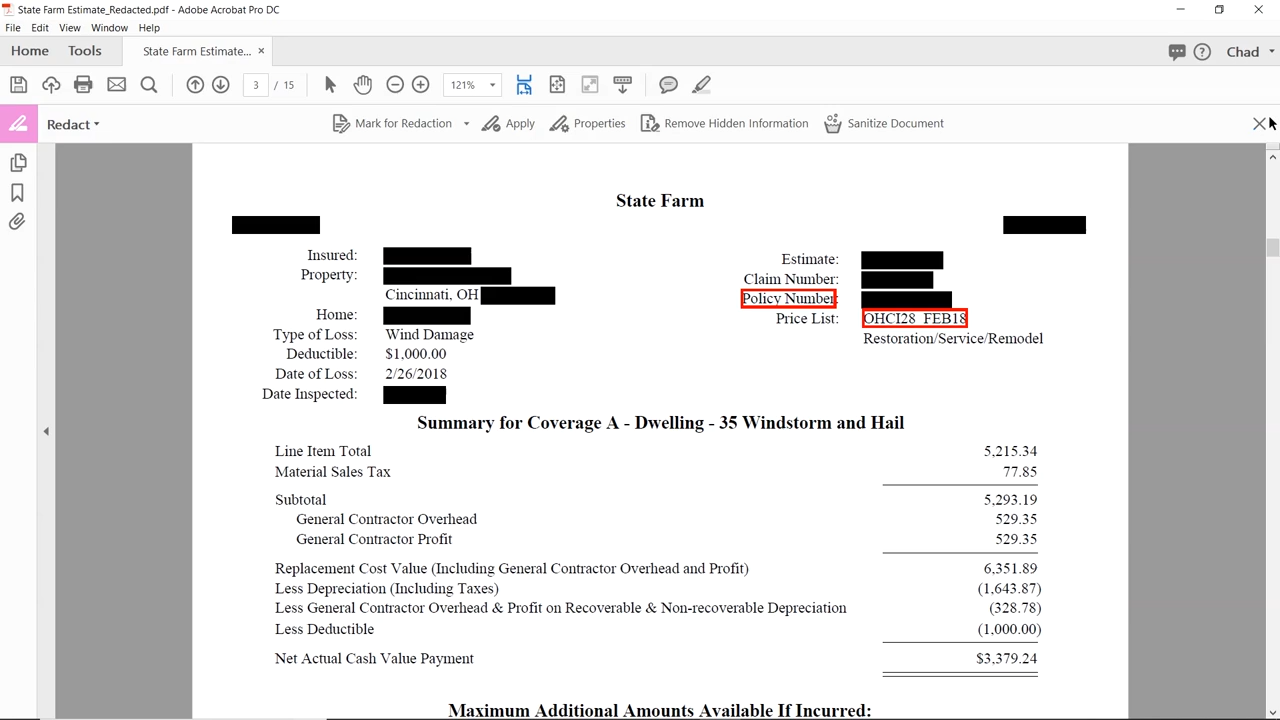 State Farm Estimate_Redacted.pdf - Adobe Acrobat Pro DC
File Edit View Window Help
Home Tools State Farm Estimate... × Chad
3 / 15 121%
Redact Mark for Redaction Apply Properties Remove Hidden Information Sanitize Document
State Farm
Insured:
Property:
Cincinnati, OH
Home:
Type of Loss: Wind Damage
Deductible: $1,000.00
Date of Loss: 2/26/2018
Date Inspected:
Estimate:
Claim Number:
Policy Number:
Price List: OHCI28_FEB18
Restoration/Service/Remodel
Summary for Coverage A - Dwelling - 35 Windstorm and Hail
Line Item Total 5,215.34
Material Sales Tax 77.85
Subtotal 5,293.19
General Contractor Overhead 529.35
General Contractor Profit 529.35
Replacement Cost Value (Including General Contractor Overhead and Profit) 6,351.89
Less Depreciation (Including Taxes) (1,643.87)
Less General Contractor Overhead & Profit on Recoverable & Non-recoverable Depreciation (328.78)
Less Deductible (1,000.00)
Net Actual Cash Value Payment $3,379.24
Maximum Additional Amounts Available If Incurred: